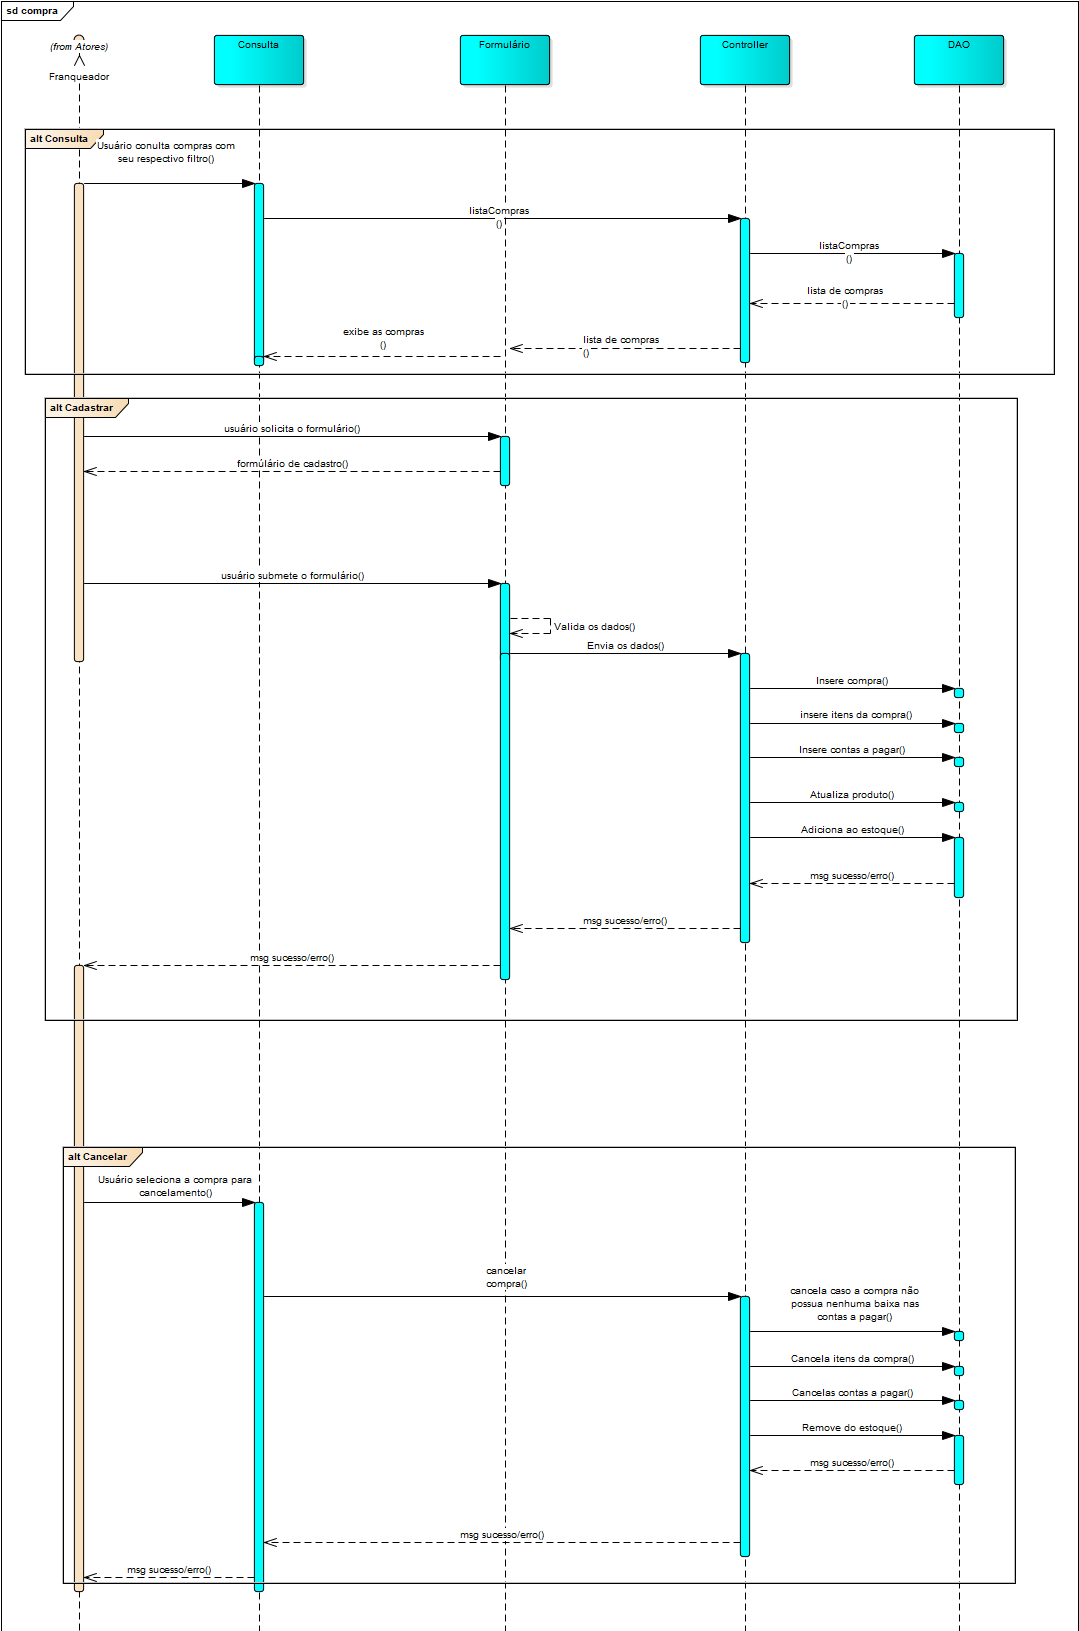 sd compra
(from Atores)
Franqueador
Consulta
Formulário
Controller
DAO
alt Consulta
Usuário conulta compras com
seu respectivo filtro()
listaCompras
()
listaCompras
()
lista de compras
()
exibe as compras
()
lista de compras
()
alt Cadastrar
usuário solicita o formulário()
formulário de cadastro()
usuário submete o formulário()
Valida os dados()
Envia os dados()
Insere compra()
insere itens da compra()
Insere contas a pagar()
Atualiza produto()
Adiciona ao estoque()
msg sucesso/erro()
msg sucesso/erro()
msg sucesso/erro()
alt Cancelar
Usuário seleciona a compra para
cancelamento()
cancelar
compra()
cancela caso a compra não
possua nenhuma baixa nas
contas a pagar()
Cancela itens da compra()
Cancelas contas a pagar()
Remove do estoque()
msg sucesso/erro()
msg sucesso/erro()
msg sucesso/erro()